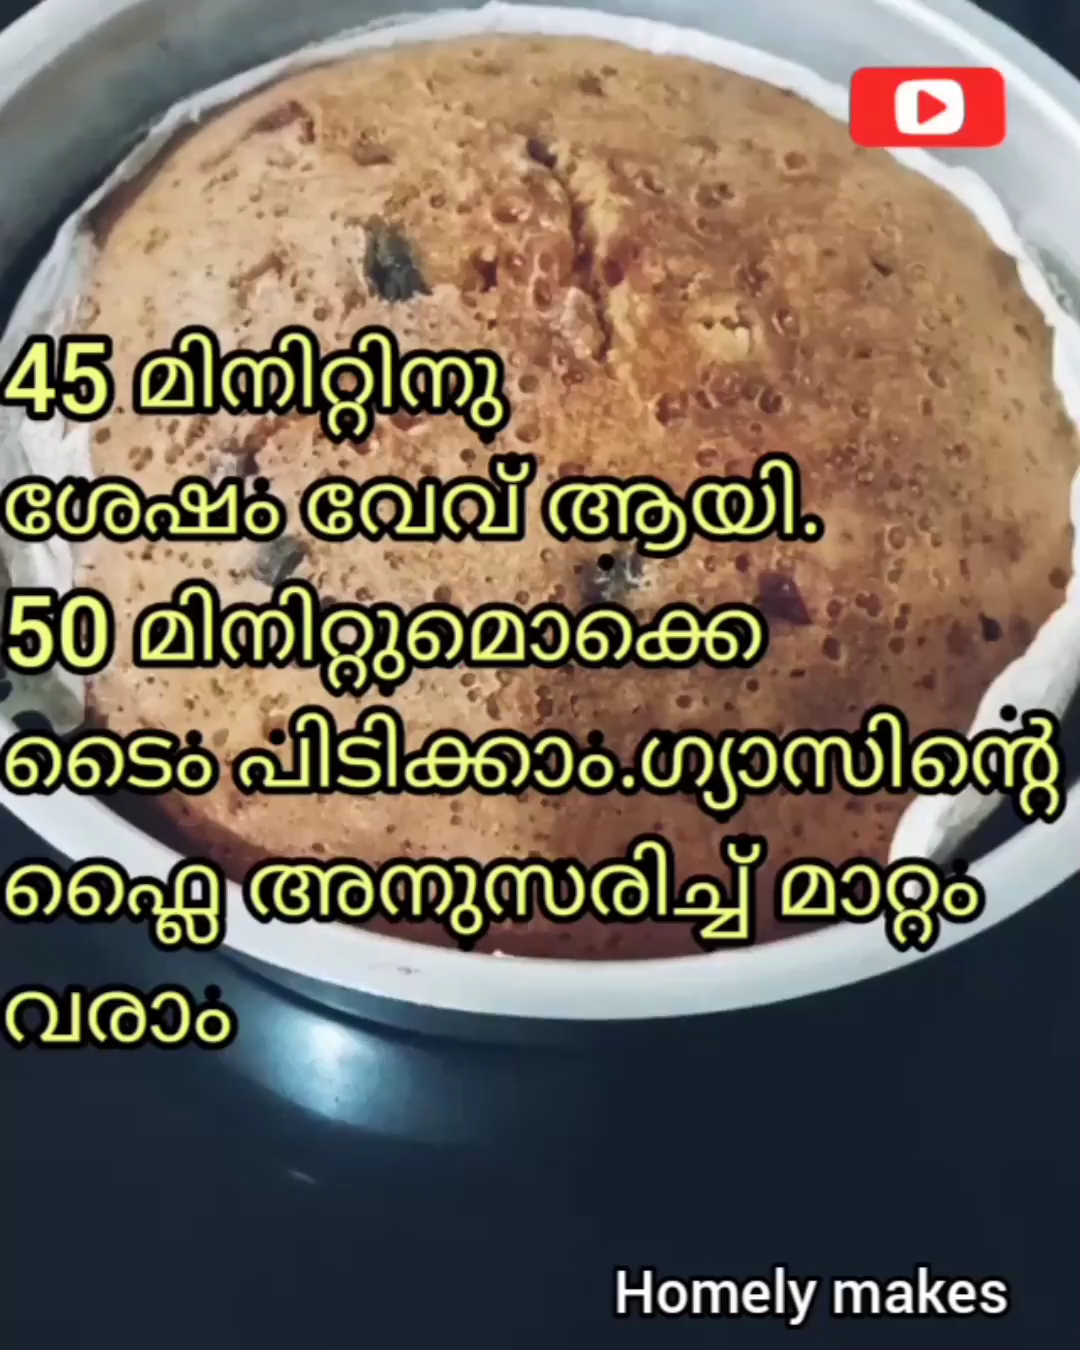 45 മിനിറ്റിനു
ശേഷം വേവ് ആയി.
50 മിനിറ്റുമൊക്കെ
ടൈം പിടിക്കാം.ഗ്യാസിന്റെ
ഫ്ലൈ അനുസരിച്ച് മാറ്റം
വരാം
Homely makes